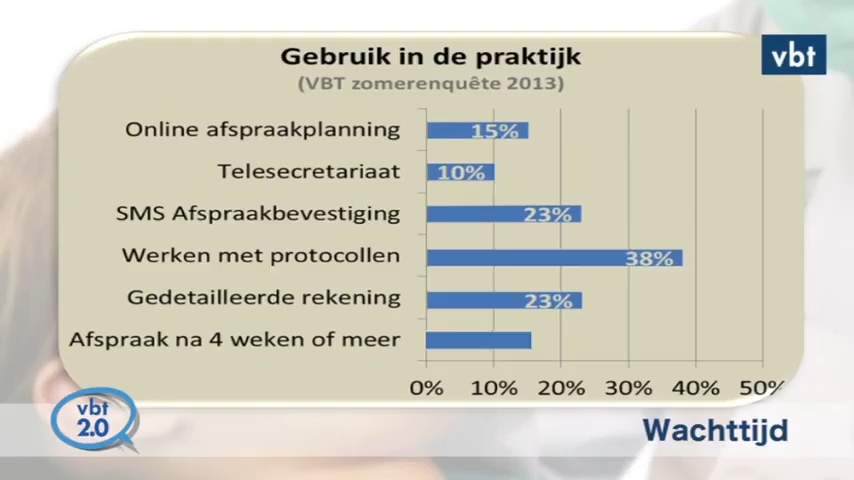 Gebruik in de praktijk
(VBT zomerenquête 2013)
vbt
Online afspraakplanning 15%
Telesecretariaat 10%
SMS Afspraakbevestiging 23%
Werken met protocollen 38%
Gedetailleerde rekening 23%
Afspraak na 4 weken of meer
0% 10% 20% 30% 40% 50%
vbt
2.0
Wachttijd